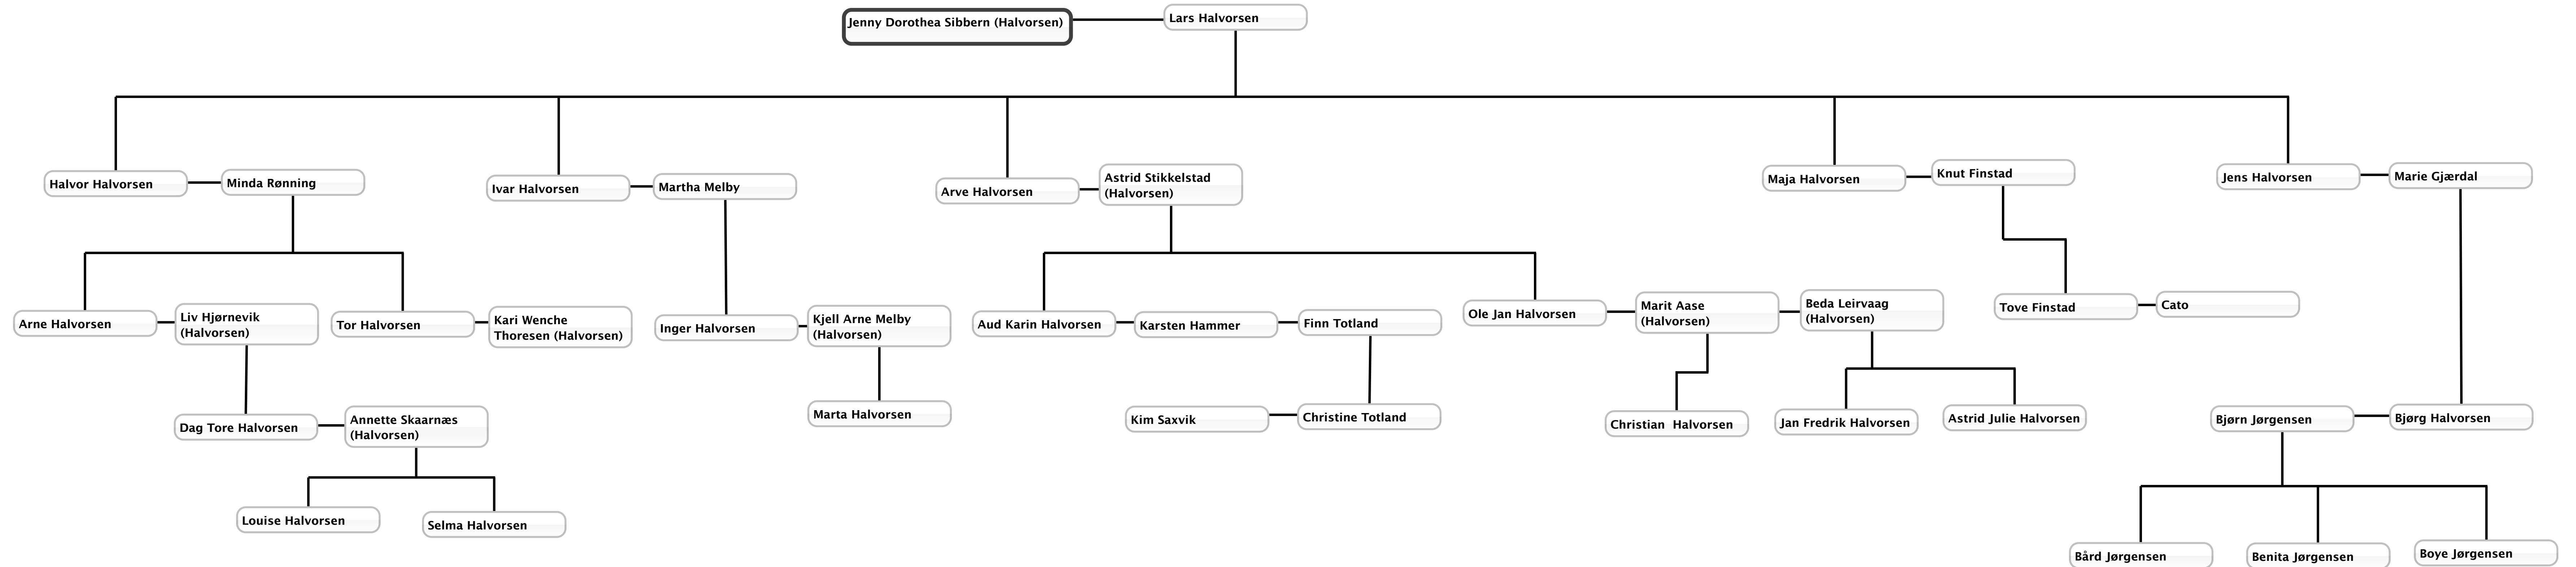 Jenny Dorothea Sibbern (Halvorsen)
Lars Halvorsen
Halvor Halvorsen
Minda Rønning
Ivar Halvorsen
Martha Melby
Arve Halvorsen
Astrid Stikkelstad
(Halvorsen)
Maja Halvorsen
Knut Finstad
Jens Halvorsen
Marie Gjærdal
Arne Halvorsen
Liv Hjørnevik
(Halvorsen)
Tor Halvorsen
Kari Wenche
Thoresen (Halvorsen)
Inger Halvorsen
Kjell Arne Melby
(Halvorsen)
Aud Karin Halvorsen
Karsten Hammer
Finn Totland
Ole Jan Halvorsen
Marit Aase
(Halvorsen)
Beda Leirvaag
(Halvorsen)
Tove Finstad
Cato
Dag Tore Halvorsen
Annette Skaarnæs
(Halvorsen)
Marta Halvorsen
Kim Saxvik
Christine Totland
Christian  Halvorsen
Jan Fredrik Halvorsen
Astrid Julie Halvorsen
Bjørn Jørgensen
Bjørg Halvorsen
Louise Halvorsen
Selma Halvorsen
Bård Jørgensen
Benita Jørgensen
Boye Jørgensen